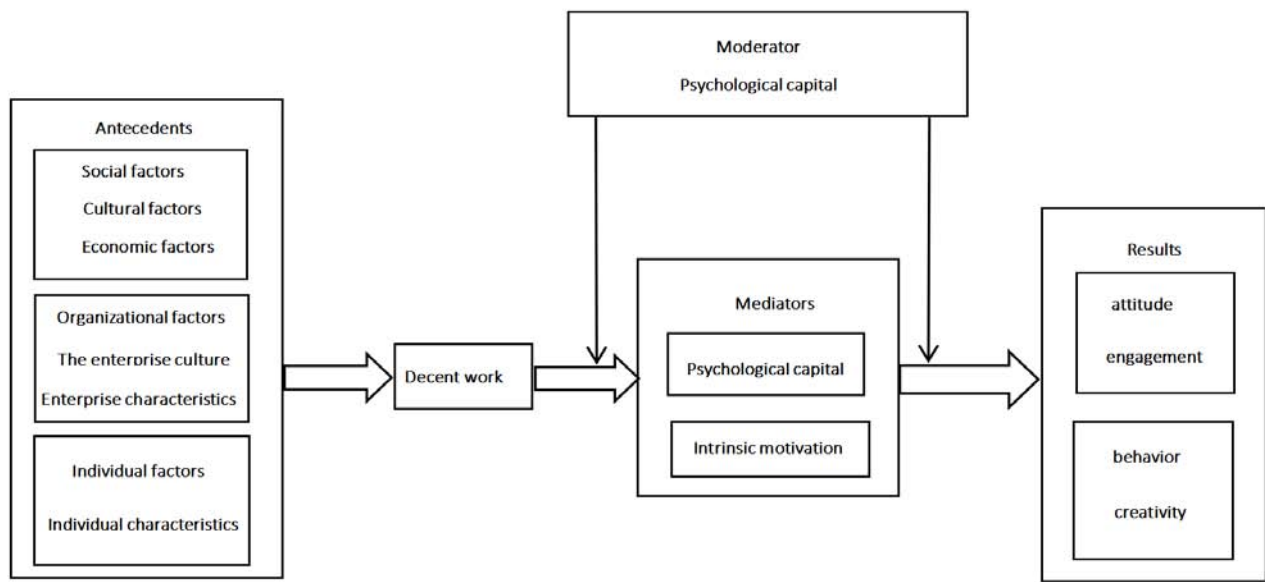 Moderator
Psychological capital
Antecedents
Social factors
Cultural factors
Economic factors
Organizational factors
The enterprise culture
Enterprise characteristics
Individual factors
Individual characteristics
Decent work
Mediators
Psychological capital
Intrinsic motivation
Results
attitude
engagement
behavior
creativity